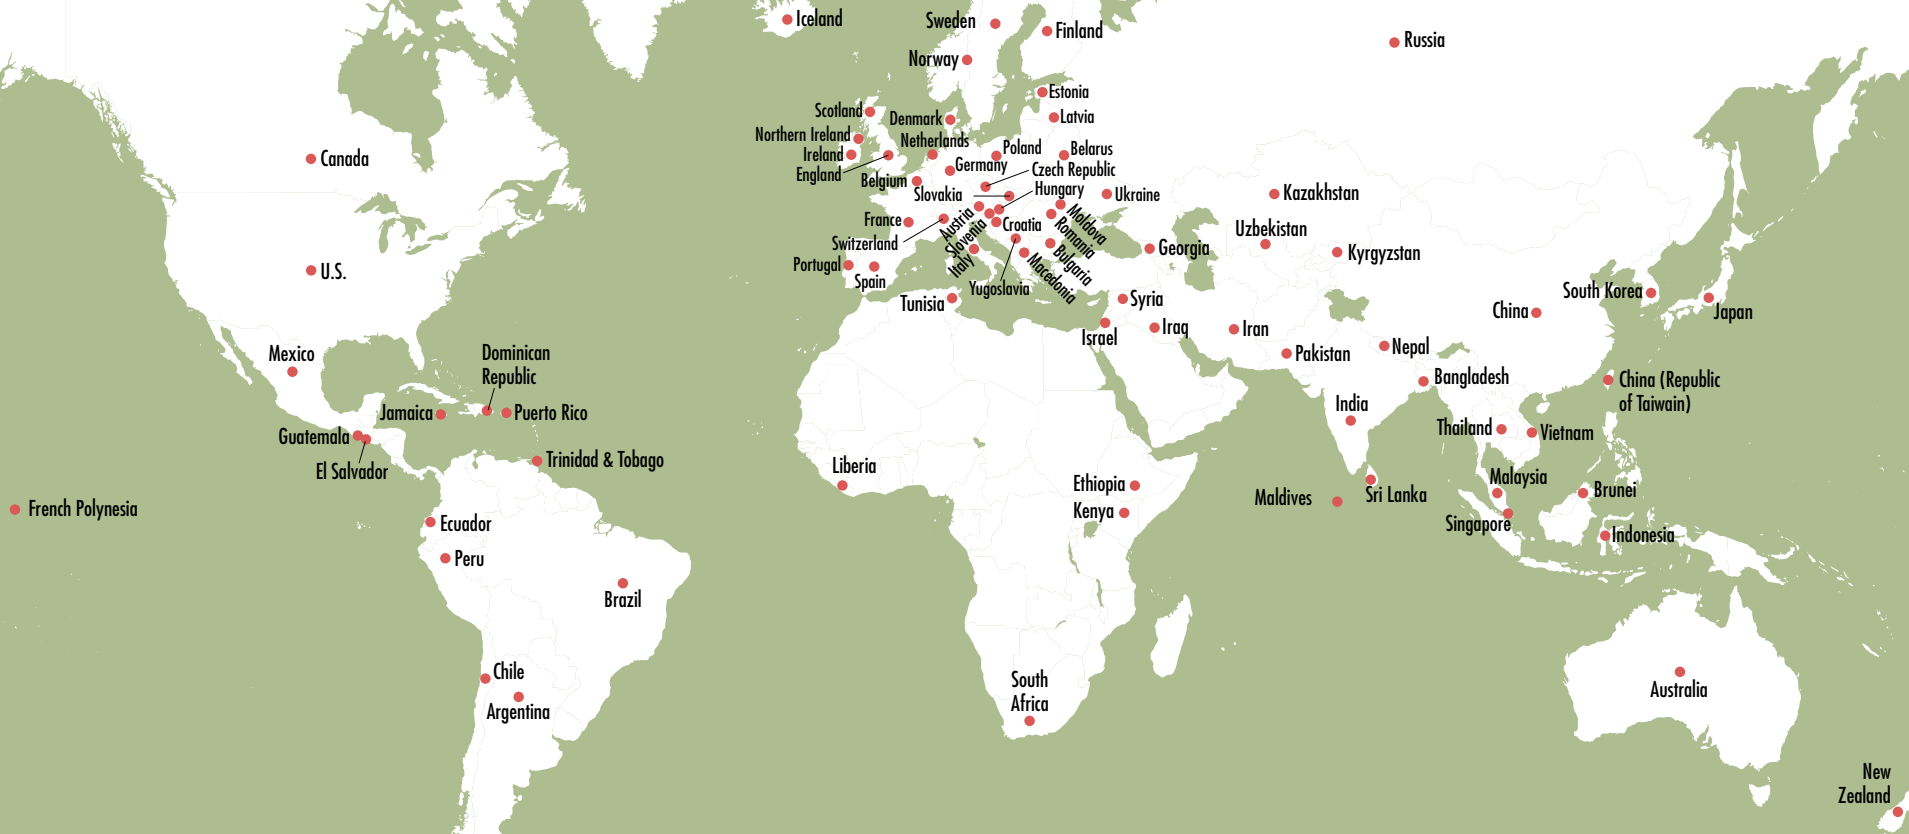 Iceland
Sweden
Finland
Russia
Norway
Estonia
Scotland
Denmark
Latvia
Northern Ireland
Netherlands
Ireland
Poland
Belarus
England
Germany
Czech Republic
Canada
Belgium
Slovakia
Hungary
Ukraine
Kazakhstan
France
Austria
Slovenia
Croatia
Moldova
Romania
Switzerland
Italy
Bulgaria
Macedonia
Yugoslavia
Georgia
Uzbekistan
Kyrgyzstan
Portugal
Spain
U.S.
Tunisia
Syria
South Korea
China
Japan
Israel
Iraq
Iran
Pakistan
Nepal
Mexico
Dominican
Republic
Bangladesh
China (Republic
of Taiwain)
Jamaica
Puerto Rico
India
Thailand
Vietnam
Guatemala
El Salvador
Trinidad & Tobago
Liberia
Ethiopia
Kenya
Maldives
Sri Lanka
Malaysia
Brunei
Singapore
Indonesia
French Polynesia
Ecuador
Peru
Brazil
Chile
Argentina
South
Africa
Australia
New
Zealand